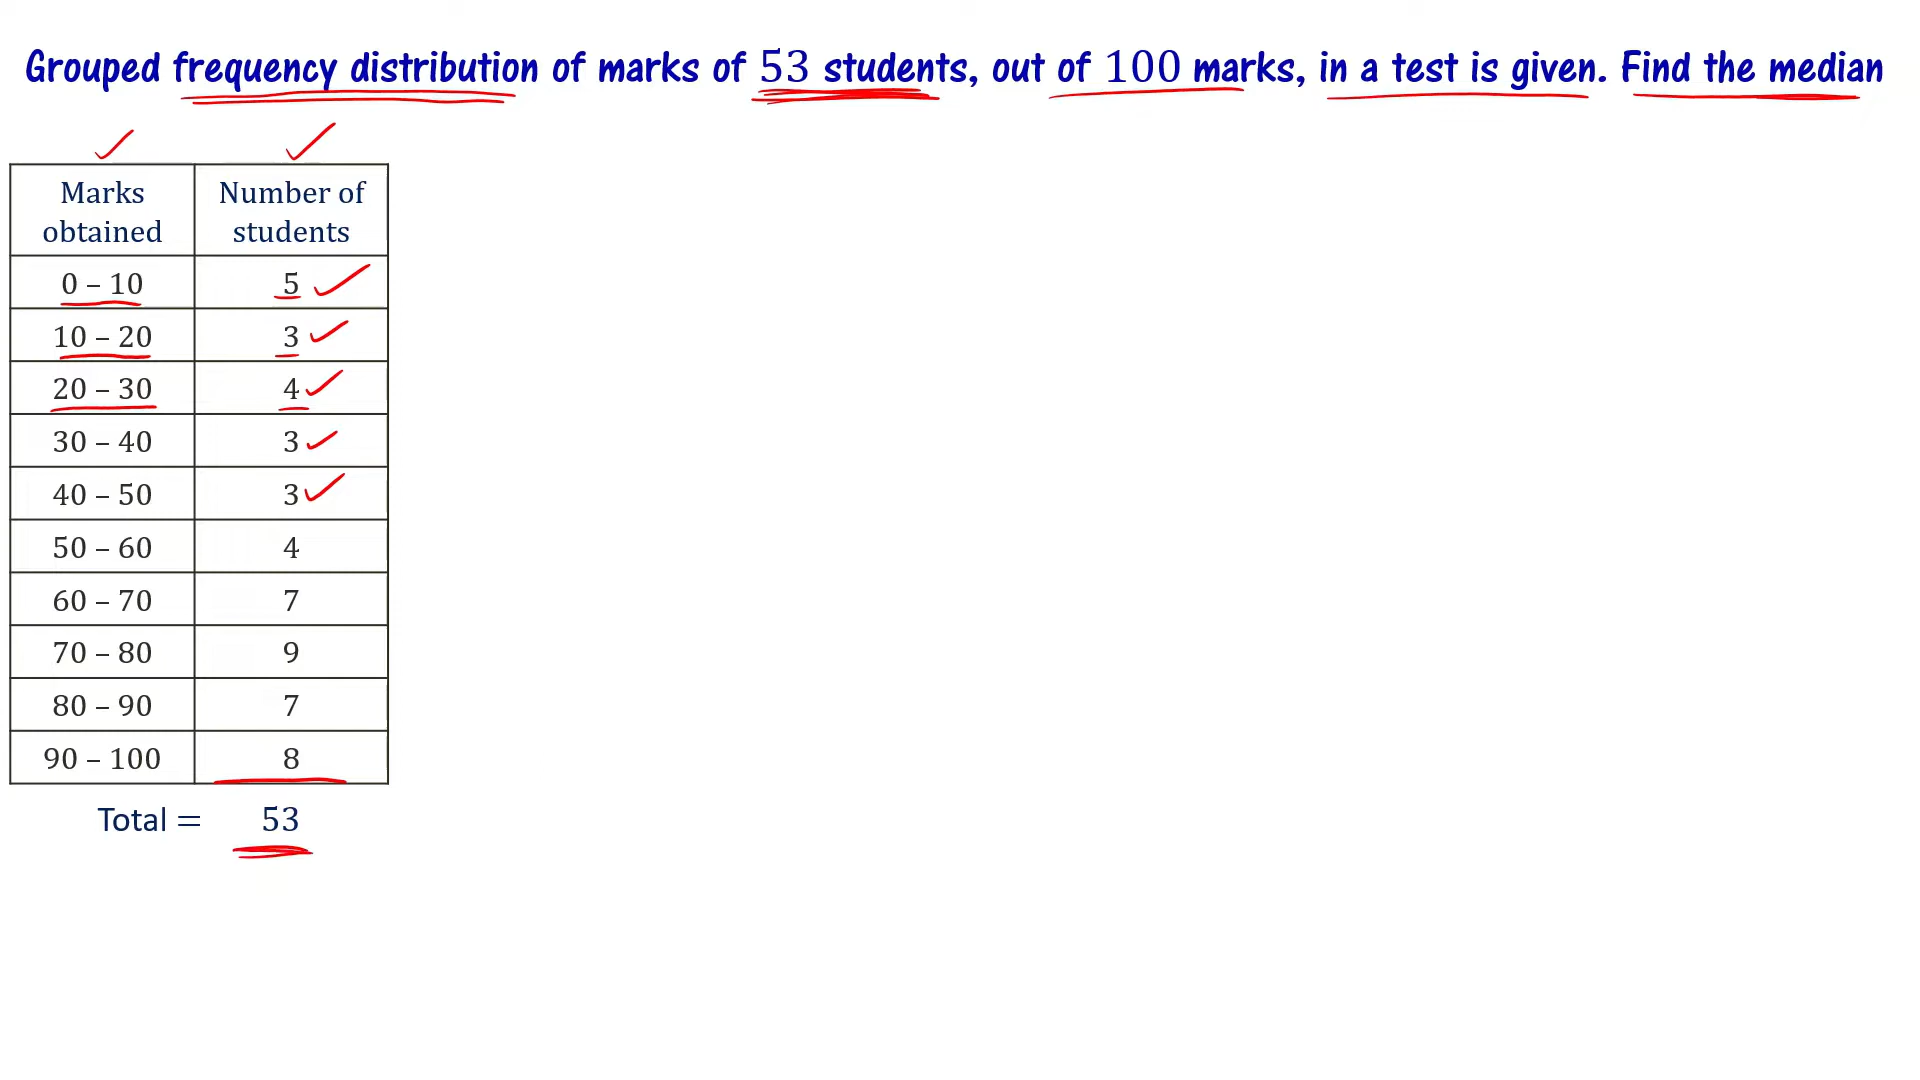 Grouped frequency distribution of marks of 53 students, out of 100 marks, in a test is given. Find the median
Marks obtained Number of students
0 – 10 5
10 – 20 3
20 – 30 4
30 – 40 3
40 – 50 3
50 – 60 4
60 – 70 7
70 – 80 9
80 – 90 7
90 – 100 8
Total = 53